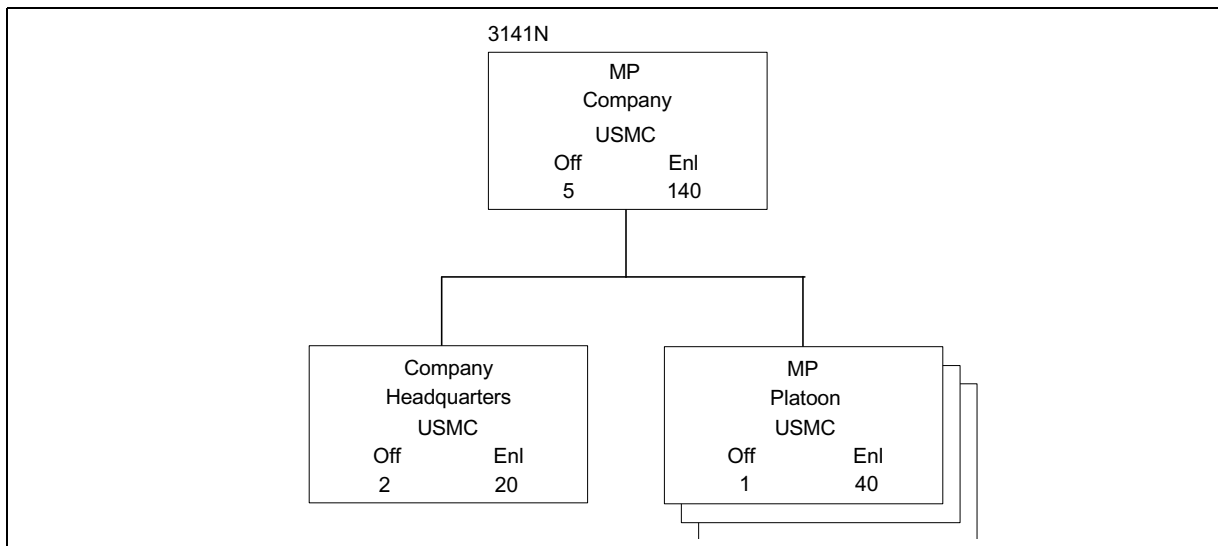 3141N
MP
Company
USMC
Off Enl
5 140
Company
Headquarters
USMC
Off Enl
2 20
MP
Platoon
USMC
Off Enl
1 40